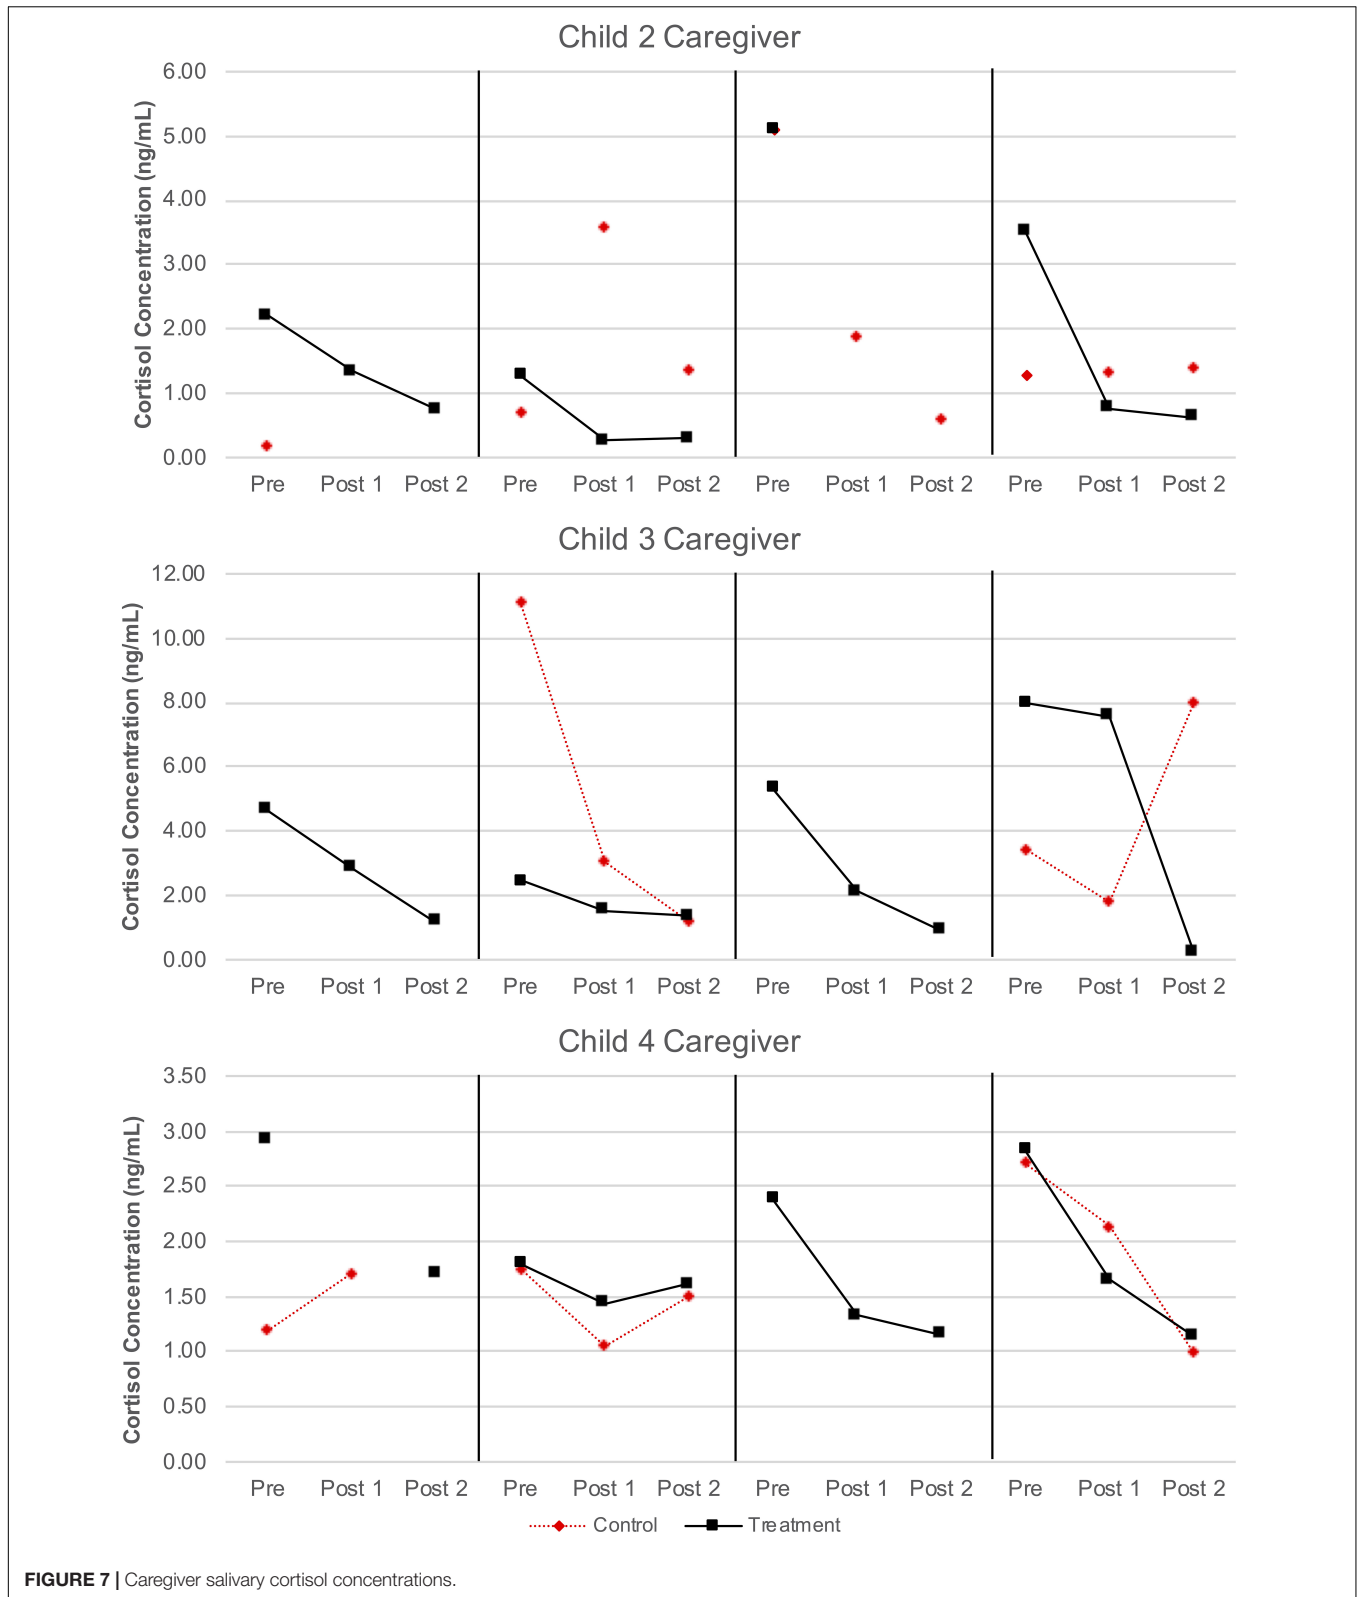 Child 2 Caregiver
Cortisol Concentration (ng/mL)
6.00
5.00
4.00
3.00
2.00
1.00
0.00
Pre Post 1 Post 2 Pre Post 1 Post 2 Pre Post 1 Post 2 Pre Post 1 Post 2
Child 3 Caregiver
Cortisol Concentration (ng/mL)
12.00
10.00
8.00
6.00
4.00
2.00
0.00
Pre Post 1 Post 2 Pre Post 1 Post 2 Pre Post 1 Post 2 Pre Post 1 Post 2
Child 4 Caregiver
Cortisol Concentration (ng/mL)
3.50
3.00
2.50
2.00
1.50
1.00
0.50
0.00
Pre Post 1 Post 2 Pre Post 1 Post 2 Pre Post 1 Post 2 Pre Post 1 Post 2
Control Treatment
FIGURE 7 | Caregiver salivary cortisol concentrations.